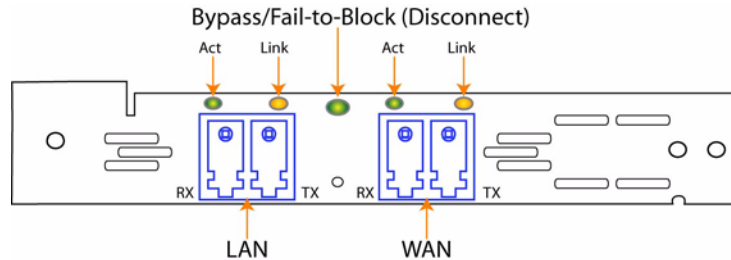 Bypass/Fail-to-Block (Disconnect)
Act Link Act Link
RX TX RX TX
LAN WAN